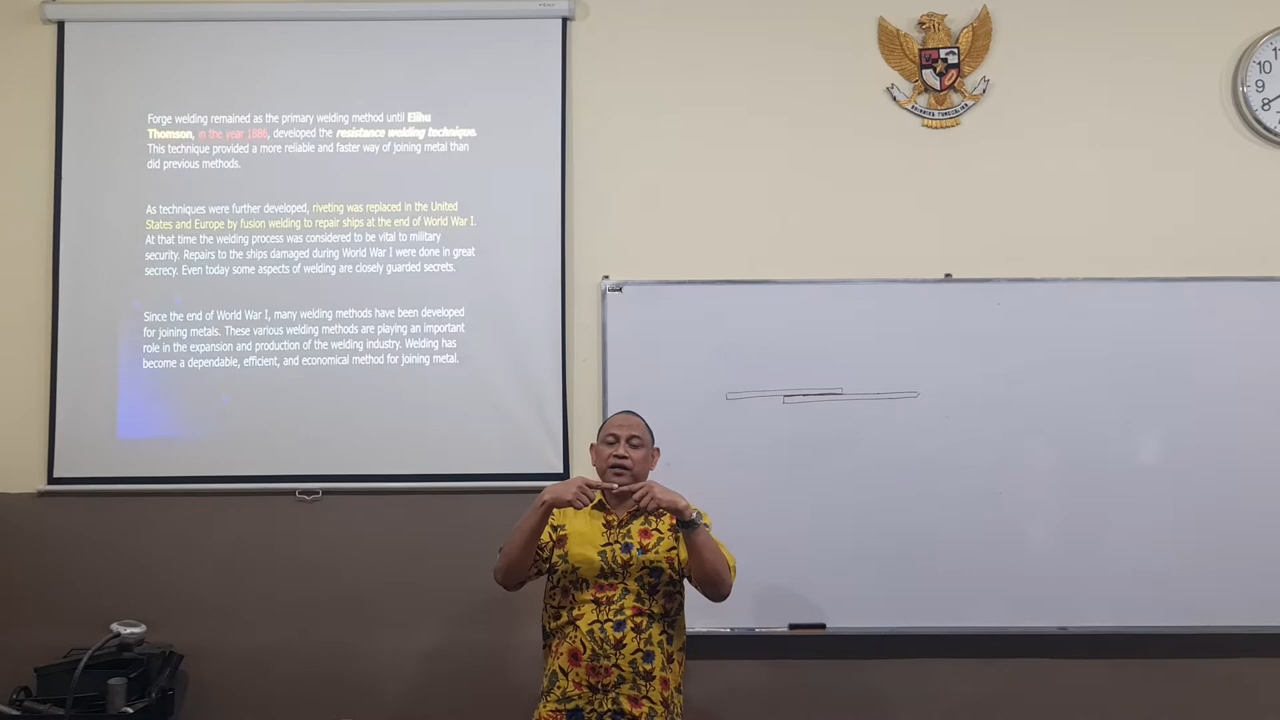 Forge welding remained as the primary welding method until Elihu
Thomson, in the year 1886, developed the resistance welding technique.
This technique provided a more reliable and faster way of joining metal than
did previous methods.
As techniques were further developed, riveting was replaced in the United
States and Europe by fusion welding to repair ships at the end of World War I.
At that time the welding process was considered to be vital to military
security. Repairs to the ships damaged during World War I were done in great
secrecy. Even today some aspects of welding are closely guarded secrets.
Since the end of World War I, many welding methods have been developed
for joining metals. These various welding methods are playing an important
role in the expansion and production of the welding industry. Welding has
become a dependable, efficient, and economical method for joining metal.
BHINNEKA TUNGGAL IKA
10
9
8